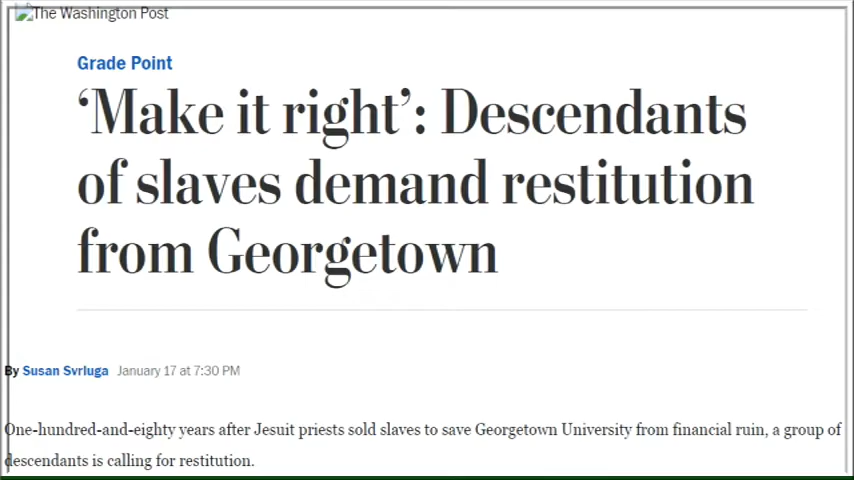 The Washington Post
Grade Point
‘Make it right’: Descendants
of slaves demand restitution
from Georgetown
By Susan Svrluga January 17 at 7:30 PM
One-hundred-and-eighty years after Jesuit priests sold slaves to save Georgetown University from financial ruin, a group of
descendants is calling for restitution.